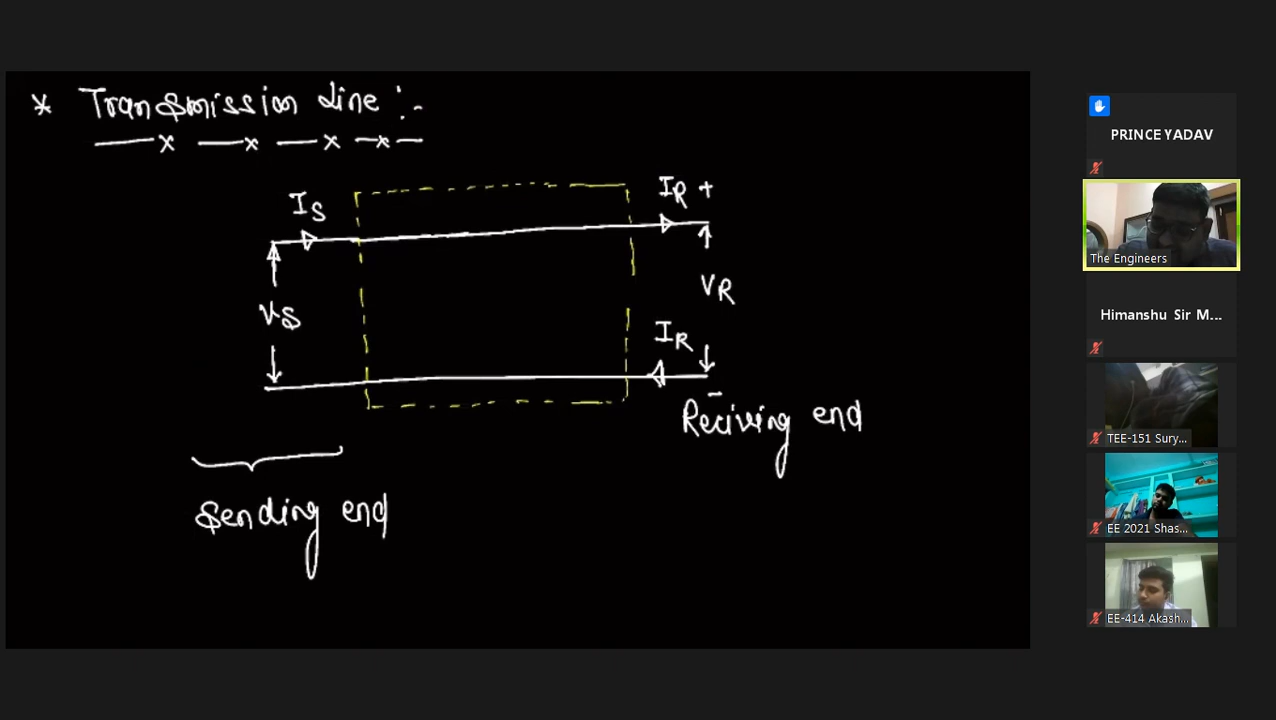 * Transmission Line :-
IS
IR +
VS
VR
IR
-
Reciving end
Sending end
PRINCE YADAV
The Engineers
Himanshu Sir M...
TEE-151 Sury...
EE 2021 Shas...
EE-414 Akash...